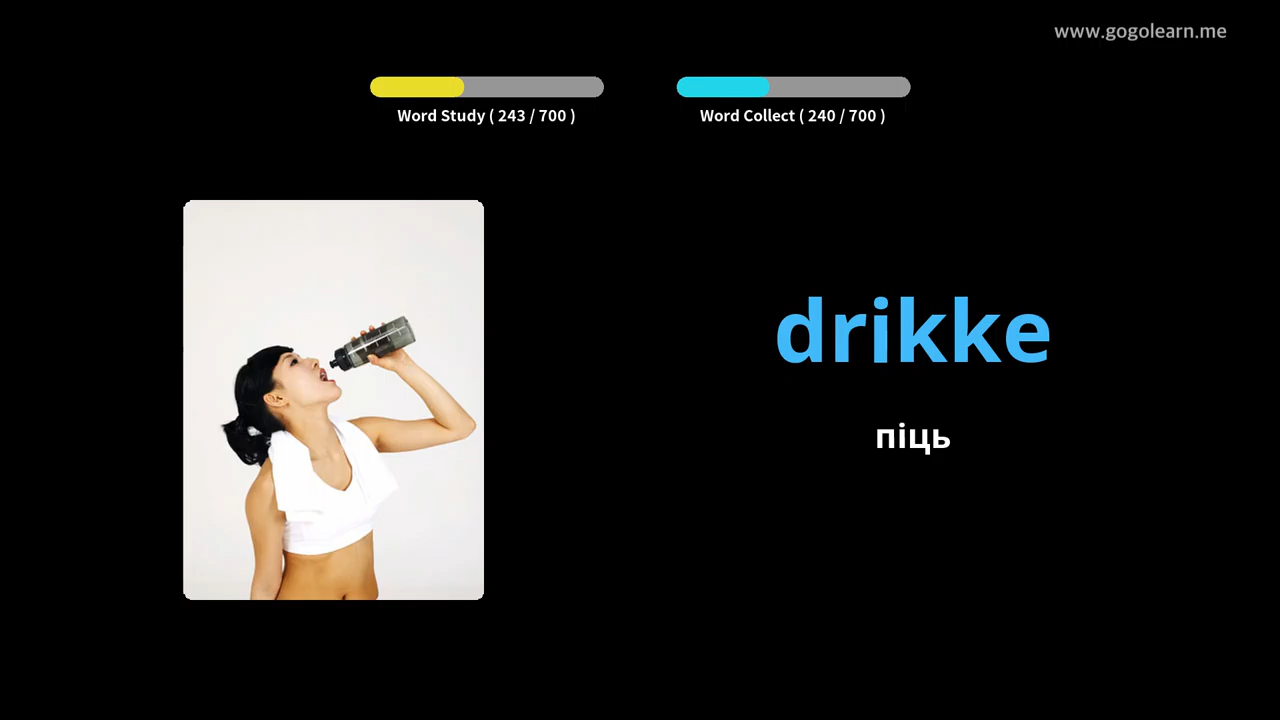 www.gogolearn.me
Word Study ( 243 / 700 )
Word Collect ( 240 / 700 )
drikke
піць